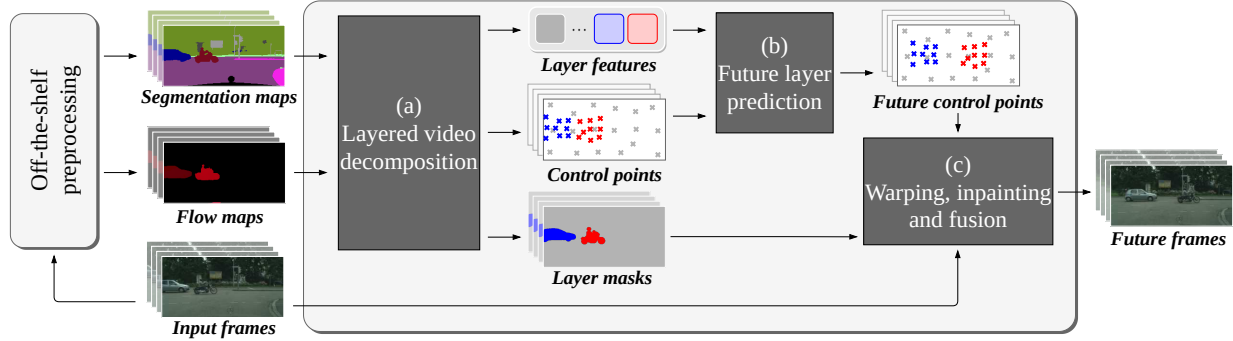 Off-the-shelf
preprocessing
Segmentation maps
Flow maps
Input frames
(a)
Layered video
decomposition
...
Layer features
Control points
Layer masks
(b)
Future layer
prediction
Future control points
(c)
Warping, inpainting
and fusion
Future frames